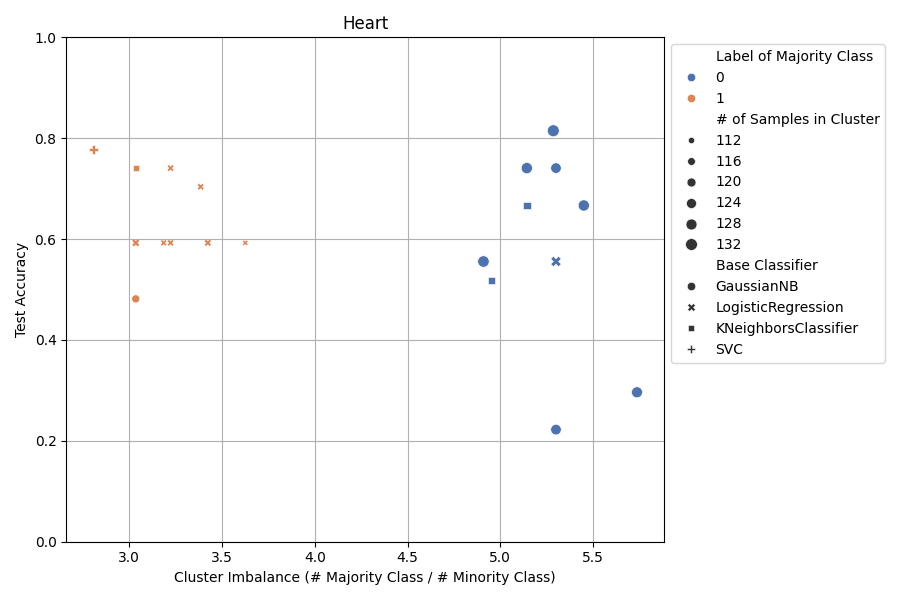 Heart
1.0
0.8
0.6
0.4
0.2
0.0
Test Accuracy
3.0 3.5 4.0 4.5 5.0 5.5
Cluster Imbalance (# Majority Class / # Minority Class)
Label of Majority Class
0
1
# of Samples in Cluster
112
116
120
124
128
132
Base Classifier
GaussianNB
LogisticRegression
KNeighborsClassifier
SVC